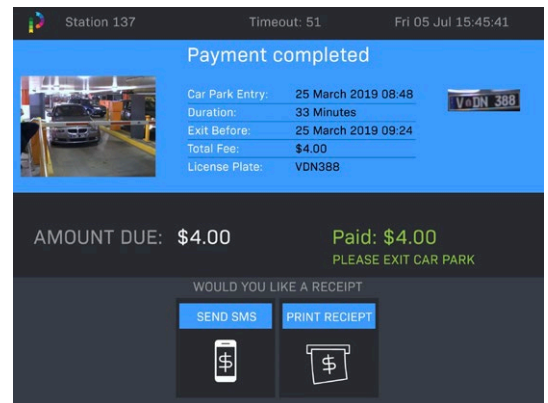 Station 137 Timeout: 51 Fri 05 Jul 15:45:41
Payment completed
Car Park Entry: 25 March 2019 08:48
Duration: 33 Minutes
Exit Before: 25 March 2019 09:24
Total Fee: $4.00
License Plate: VDN388
V DN 388
AMOUNT DUE: $4.00 Paid: $4.00
PLEASE EXIT CAR PARK
WOULD YOU LIKE A RECEIPT
SEND SMS PRINT RECIEPT
$ $